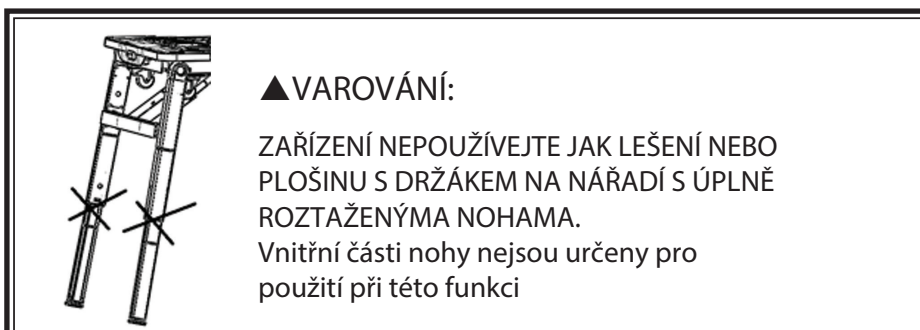 ▲VAROVÁNÍ:
ZAŘÍZENÍ NEPOUŽÍVEJTE JAK LEŠENÍ NEBO
PLOŠINU S DRŽÁKEM NA NÁŘADÍ S ÚPLNĚ
ROZTAŽENÝMA NOHAMA.
Vnitřní části nohy nejsou určeny pro
použití při této funkci